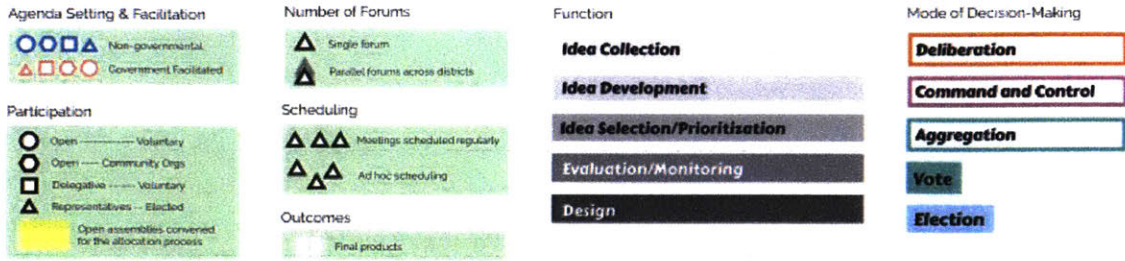 Agenda Setting & Facilitation
Non-governmental
Government Facilitated
Participation
Open ------------- Voluntary
Open ---- Community Orgs
Delegative ------ Voluntary
Representatives -- Elected
Open assemblies convened
for the allocation process
Number of Forums
Single forum
Parallel forums across districts
Scheduling
Meetings scheduled regularly
Ad hoc scheduling
Outcomes
Final products
Function
Idea Collection
Idea Development
Idea Selection/Prioritization
Evaluation/Monitoring
Design
Mode of Decision-Making
Deliberation
Command and Control
Aggregation
Vote
Election